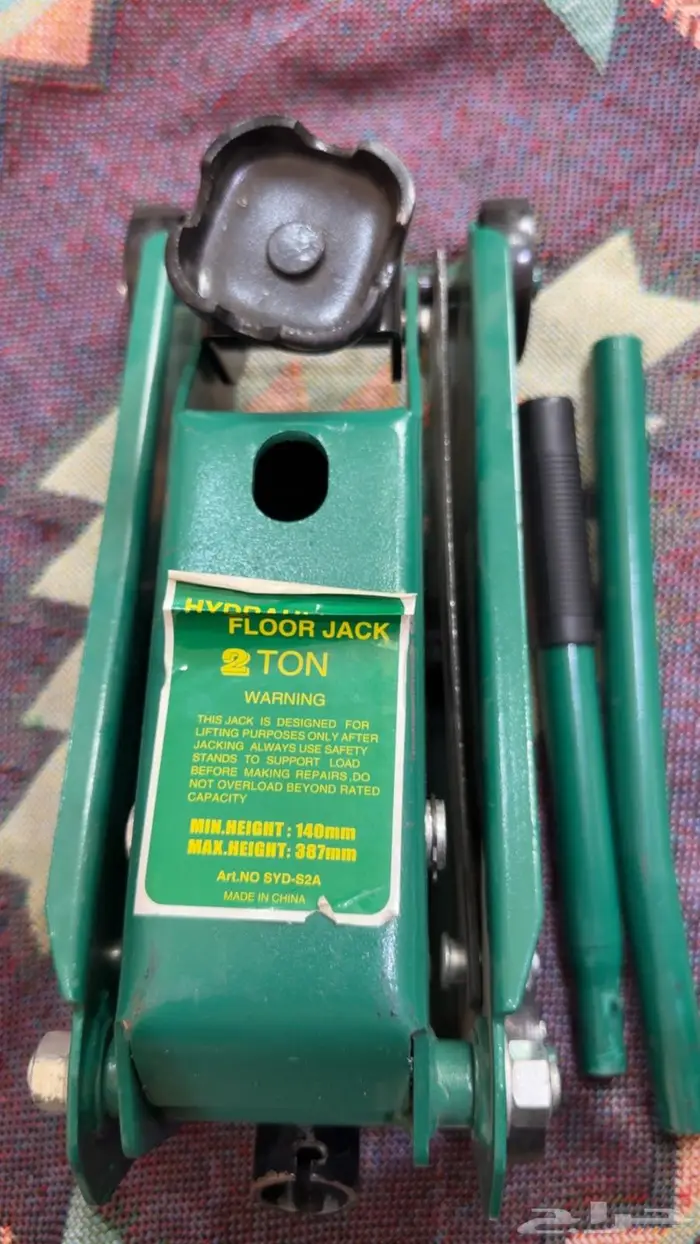 HYDRAULI
FLOOR JACK
2 TON
WARNING
THIS JACK IS DESIGNED FOR
LIFTING PURPOSES ONLY AFTER
JACKING ALWAYS USE SAFETY
STANDS TO SUPPORT LOAD
BEFORE MAKING REPAIRS ,DO
NOT OVERLOAD BEYOND RATED
CAPACITY
MIN.HEIGHT : 140mm
MAX.HEIGHT: 387mm
Art.NO SYD-S2A
MADE IN CHINA
حراج